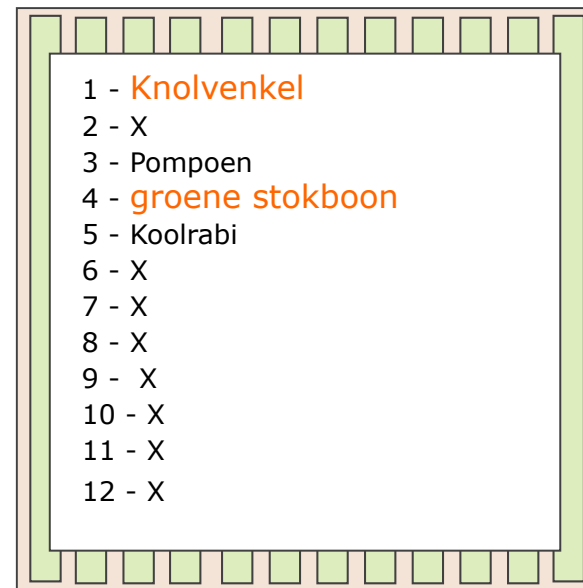 1 - Knolvenkel
2 - X
3 - Pompoen
4 - groene stokboon
5 - Koolrabi
6 - X
7 - X
8 - X
9 -  X
10 - X
11 - X
12 - X